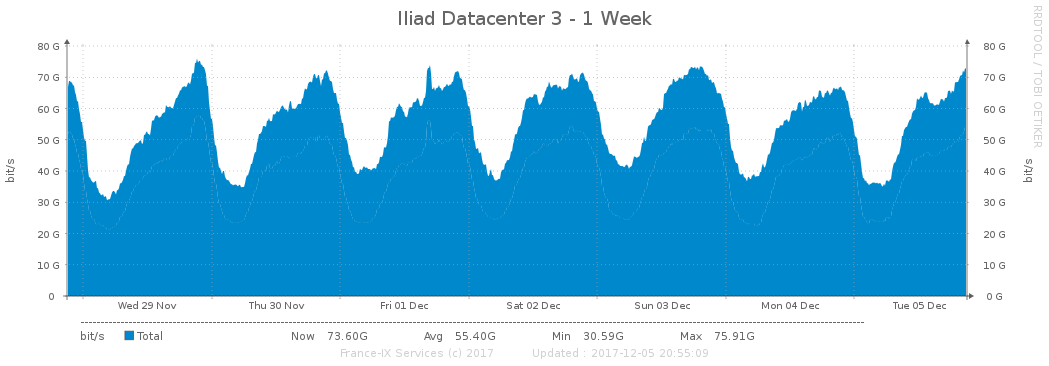 Iliad Datacenter 3 - 1 Week
RRDTOOL / TOBI OETIKER
80 G 80 G
70 G 70 G
60 G 60 G
50 G 50 G
40 G 40 G
30 G 30 G
20 G 20 G
10 G 10 G
0 0 G
bit/s
bit/s
Wed 29 Nov Thu 30 Nov Fri 01 Dec Sat 02 Dec Sun 03 Dec Mon 04 Dec Tue 05 Dec
bit/s Total Now 73.60G Avg 55.40G Min 30.59G Max 75.91G
France-IX Services (c) 2017 Updated : 2017-12-05 20:55:09